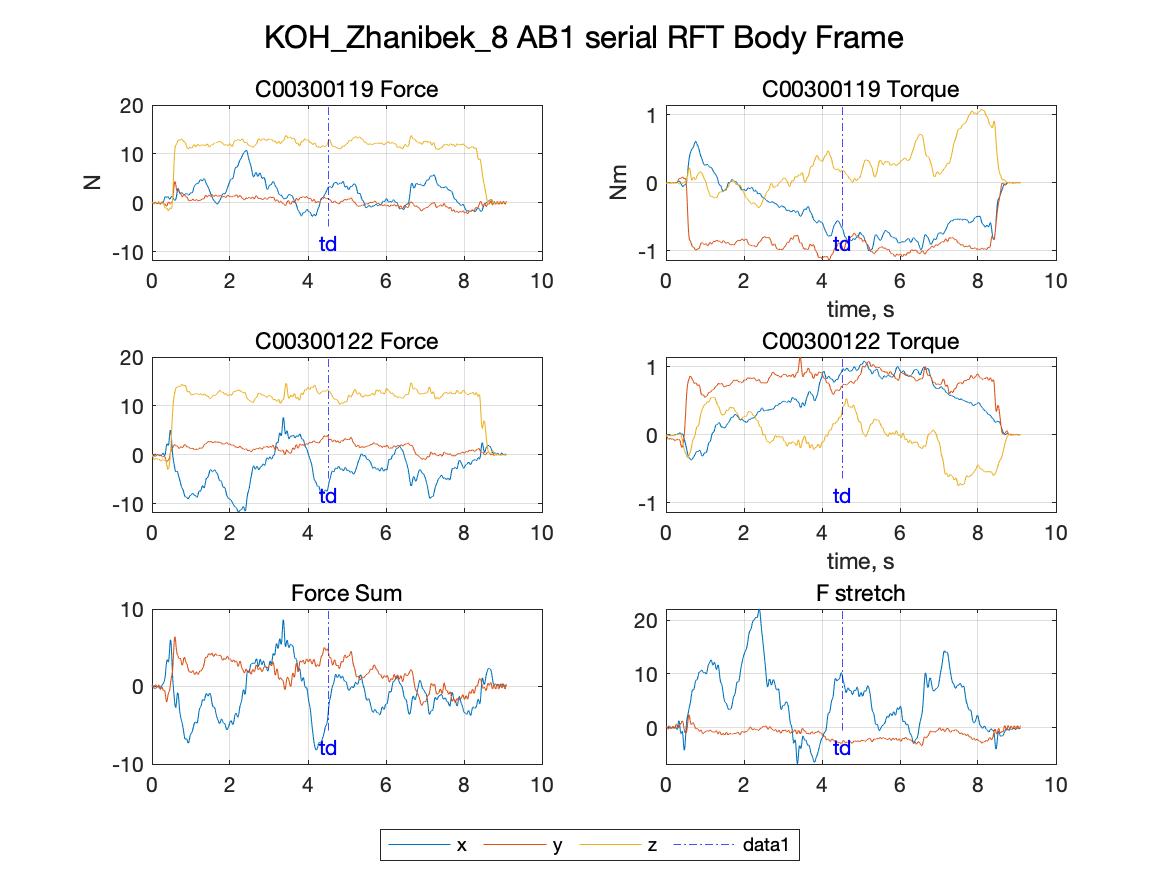 KOH_Zhanibek_8 AB1 serial RFT Body Frame
C00300119 Force
20
10
0
-10
N
td
0 2 4 6 8 10
C00300119 Torque
1
0
-1
Nm
td
0 2 4 6 8 10
time, s
C00300122 Force
20
10
0
-10
td
0 2 4 6 8 10
C00300122 Torque
1
0
-1
td
0 2 4 6 8 10
time, s
Force Sum
10
0
-10
td
0 2 4 6 8 10
F stretch
20
10
0
td
0 2 4 6 8 10
x y z data1